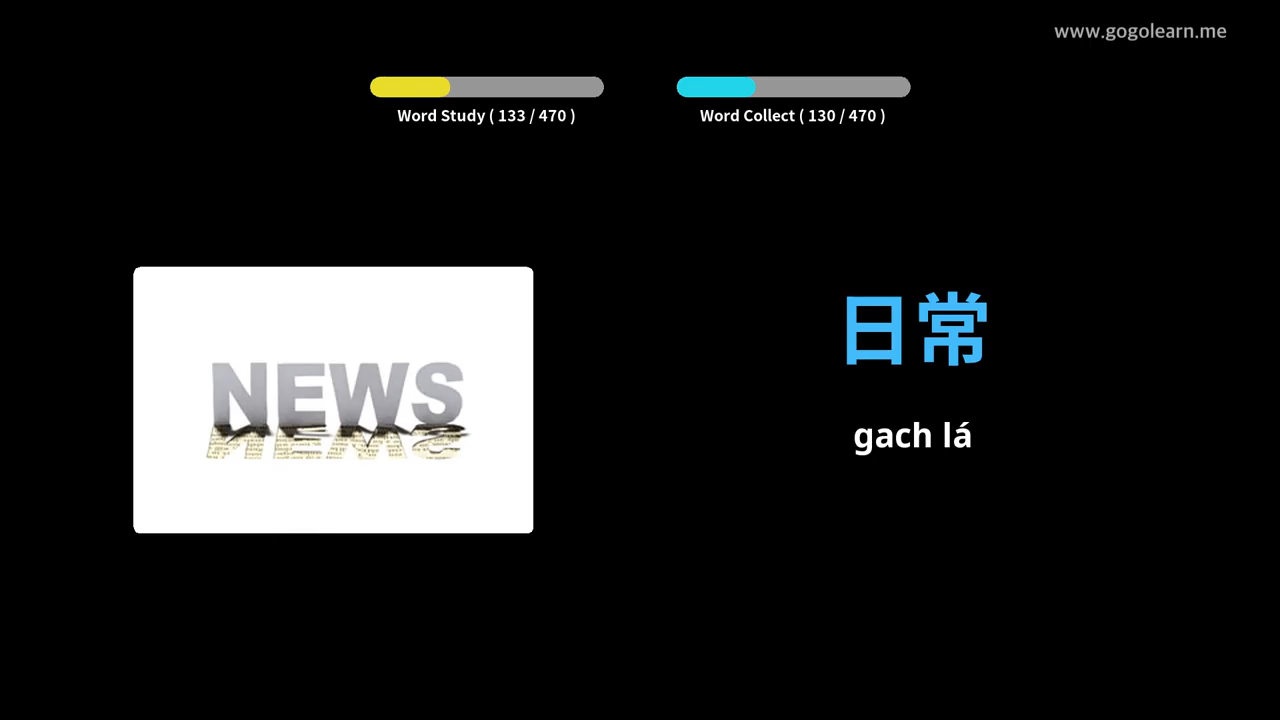 www.gogolearn.me
Word Study ( 133 / 470 )
Word Collect ( 130 / 470 )
NEWS
日常
gach lá